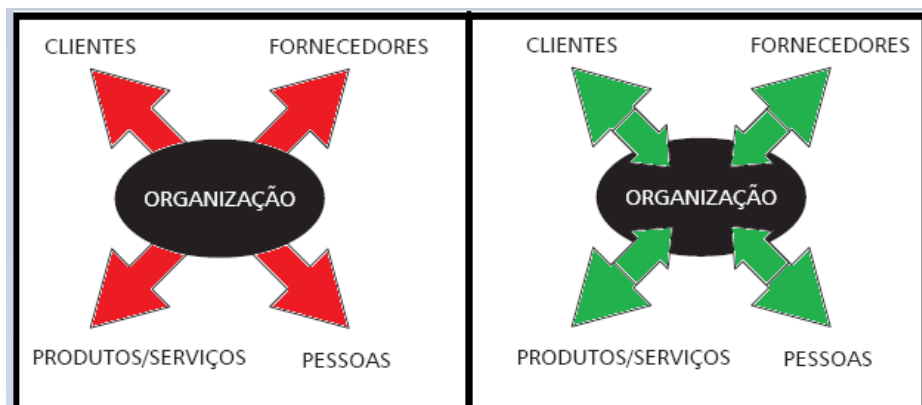 CLIENTES
FORNECEDORES
ORGANIZAÇÃO
PRODUTOS/SERVIÇOS
PESSOAS
CLIENTES
FORNECEDORES
ORGANIZAÇÃO
PRODUTOS/SERVIÇOS
PESSOAS